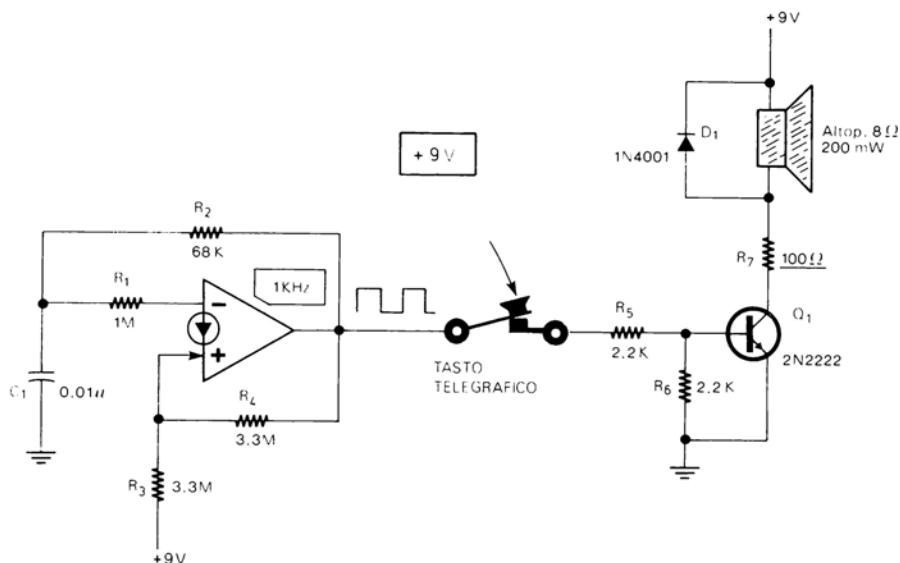 +9V
D1
1N4001
Altop. 8Ω
200 mW
+9V
R2
68K
R1
1M
1KHz
-
+
C1
0.01u
R4
3.3M
R3
3.3M
+9V
TASTO
TELEGRAFICO
R5
2.2K
R6
2.2K
R7
100Ω
Q1
2N2222